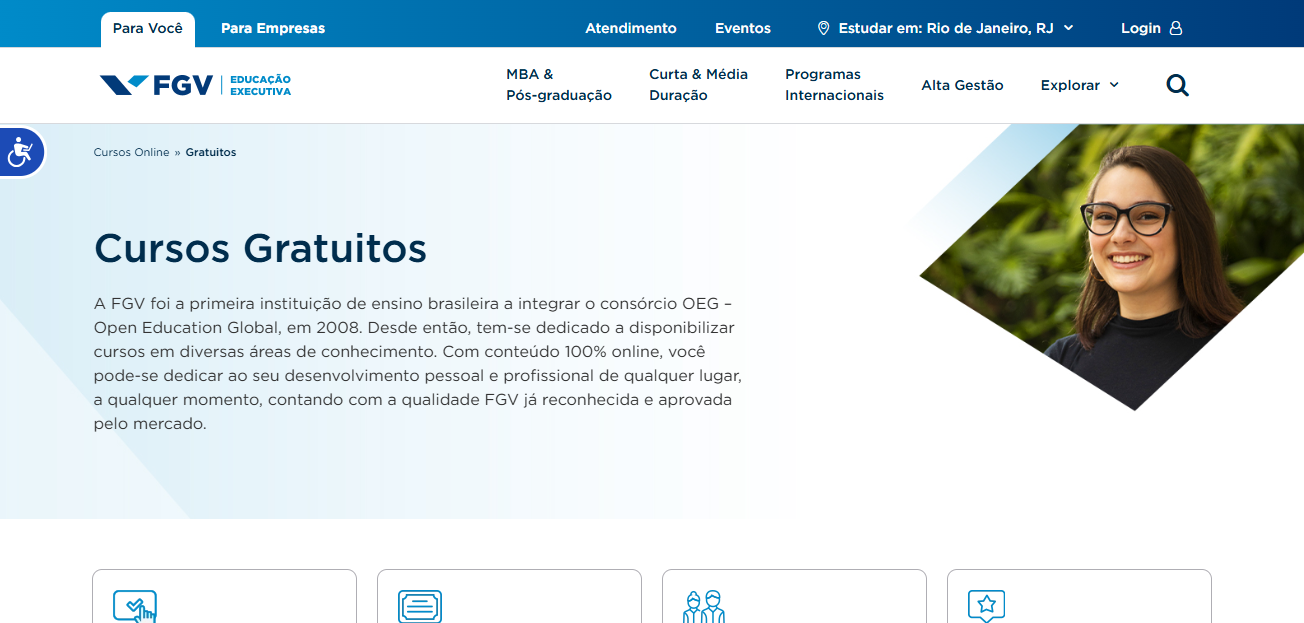 Para Você
Para Empresas
Atendimento
Eventos
Estudar em: Rio de Janeiro, RJ
Login
FGV
EDUCAÇÃO
EXECUTIVA
MBA &
Pós-graduação
Curta & Média
Duração
Programas
Internacionais
Alta Gestão
Explorar
Cursos Online » Gratuitos
Cursos Gratuitos
A FGV foi a primeira instituição de ensino brasileira a integrar o consórcio OEG –
Open Education Global, em 2008. Desde então, tem-se dedicado a disponibilizar
cursos em diversas áreas de conhecimento. Com conteúdo 100% online, você
pode-se dedicar ao seu desenvolvimento pessoal e profissional de qualquer lugar,
a qualquer momento, contando com a qualidade FGV já reconhecida e aprovada
pelo mercado.